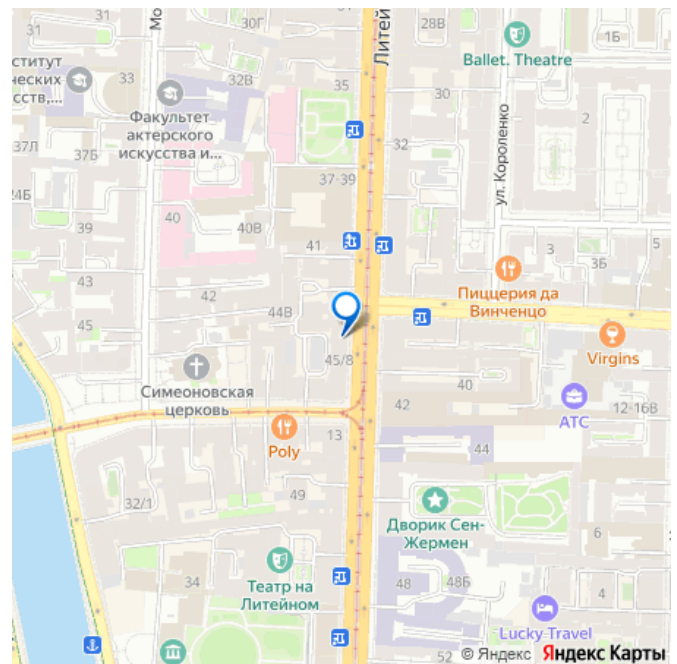 Мо
30Г
Литей
28В
1Б
Ballet. Theatre
ститут
ческих
сств,...
33
32В
35
30
2
Факультет
актерского
искусства и...
ул. Короленко
37Л
37Б
32
37-39
24Б
40
39
40В
41
3
5
3Б
43
42
Пиццерия да
Винченцо
44В
45
Virgins
45/8
40
Симеоновская
церковь
42
АТС
12-16В
13
Poly
44
32/1
49
Дворик Сен-
Жермен
6
34
Театр на
Литейном
48
48Б
4
Lucky Travel
52
© Яндекс Яндекс Карты